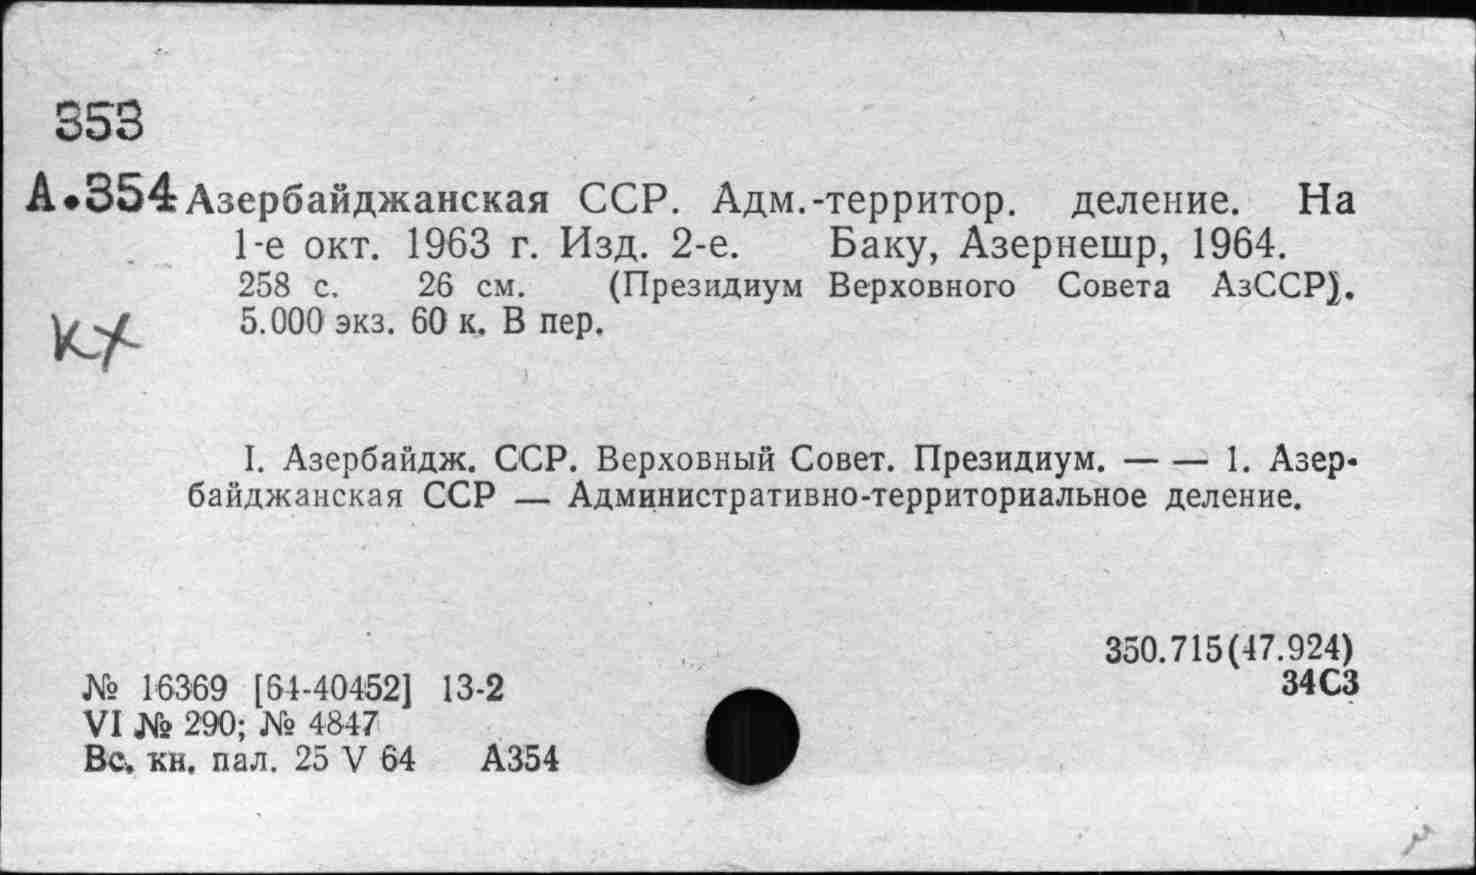 353
А.354 Азербайджанская ССР. Адм.-территор. деление. На
1-е окт. 1963 г. Изд. 2-е. Баку, Азернешр, 1964.
258 с. 26 см. (Президиум Верховного Совета АзССР).
5.000 экз. 60 к. В пер.
кх
I. Азербайдж. ССР. Верховный Совет. Президиум. — — 1. Азер-
байджанская ССР — Административно-территориальное деление.
350.715(47.924)
34С3
№ 16369 [64-40452] 13-2
VI № 290; № 4847
Вс. кн. пал. 25 V 64 А354